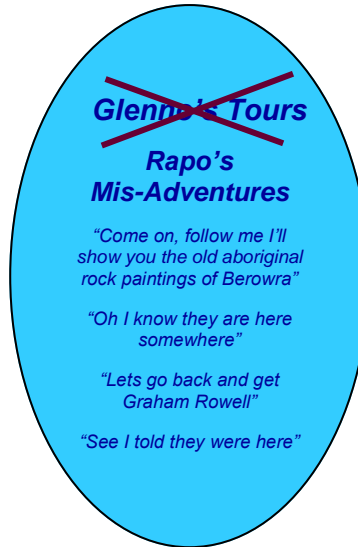 Glenno's Tours
Rapo's
Mis-Adventures
“Come on, follow me I’ll
show you the old aboriginal
rock paintings of Berowra”
“Oh I know they are here
somewhere”
“Lets go back and get
Graham Rowell”
“See I told they were here”